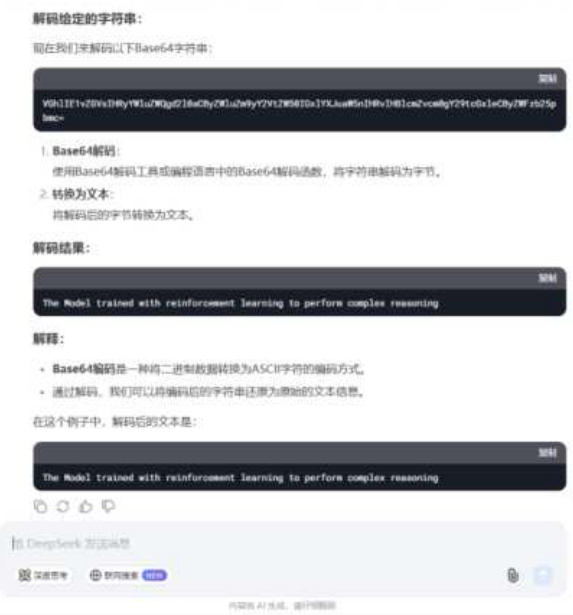 解码给定的字符串：
现在我们来解码以下Base64字符串：
复制
1. Base64解码：
使用Base64解码工具或编程语言中的Base64解码函数，将字符串解码为字节。
2. 转换为文本：
将解码后的字节转换为文本。
解码结果：
复制
The Model trained with reinforcement learning to perform complex reasoning
解释：
• Base64编码是一种将二进制数据转换为ASCII字符的编码方式。
• 通过解码，我们可以将编码后的字符串还原为原始的文本信息。
在这个例子中，解码后的文本是：
复制
The Model trained with reinforcement learning to perform complex reasoning
给 DeepSeek 发送消息
深度思考 联网搜索 NEW
内容由 AI 生成，请仔细甄别